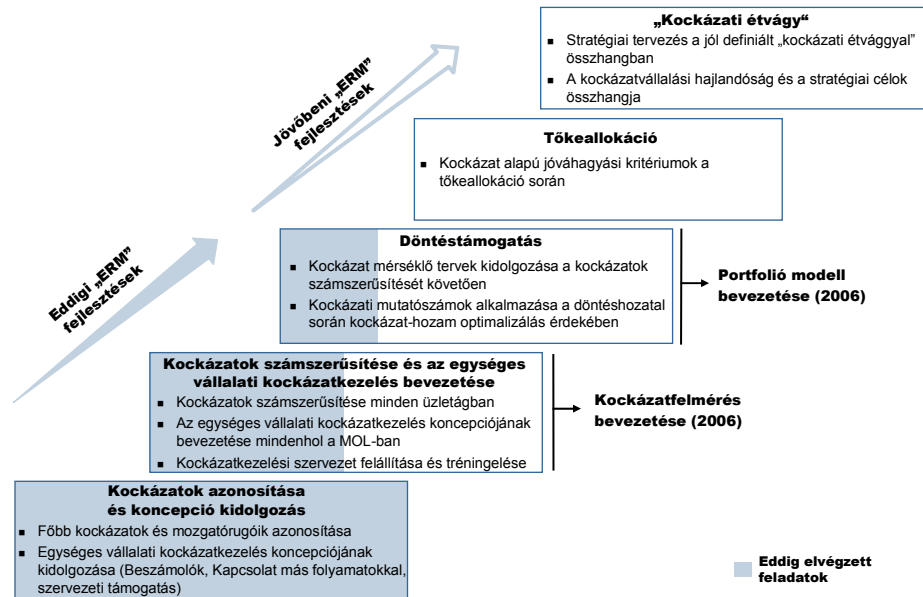 „Kockázati étvágy“
■ Stratégiai tervezés a jól definiált „kockázati étvággyal”
összhangban
■ A kockázatvállalási hajlandóság és a stratégiai célok
összhangja
Jövőbeni „ERM”
fejlesztések
Tőkeallokáció
■ Kockázat alapú jóváhagyási kritériumok a
tőkeallokáció során
Eddigi „ERM”
fejlesztések
Döntéstámogatás
■ Kockázat mérséklő tervek kidolgozása a kockázatok
számszerűsítését követően
■ Kockázati mutatószámok alkalmazása a döntéshozatal
során kockázat-hozam optimalizálás érdekében
Portfolió modell
bevezetése (2006)
Kockázatok számszerűsítése és az egységes
vállalati kockázatkezelés bevezetése
■ Kockázatok számszerűsítése minden üzletágban
■ Az egységes vállalati kockázatkezelés koncepciójának
bevezetése mindenhol a MOL-ban
■ Kockázatkezelési szervezet felállítása és tréningelése
Kockázatfelmérés
bevezetése (2006)
Kockázatok azonosítása
és koncepció kidolgozás
■ Főbb kockázatok és mozgatórugóik azonosítása
■ Egységes vállalati kockázatkezelés koncepciójának
kidolgozása (Beszámolók, Kapcsolat más folyamatokkal,
szervezeti támogatás)
Eddig elvégzett
feladatok